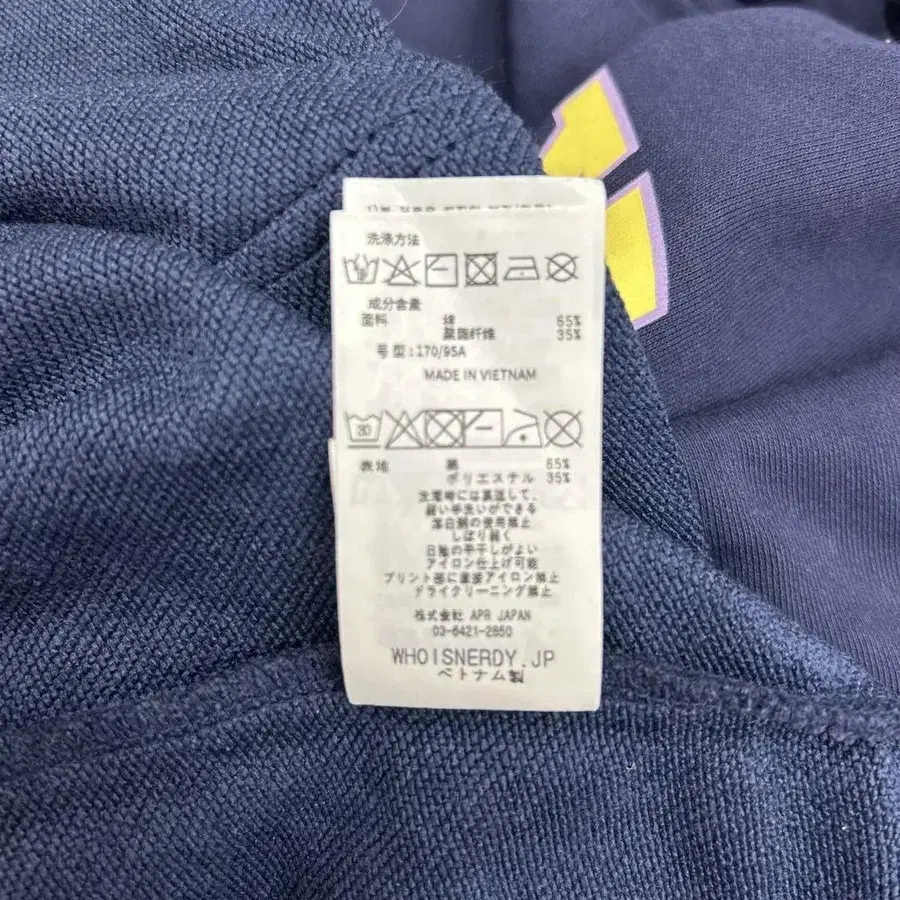 洗涤方法
成分含量
面料 绵 65%
聚酯纤维 35%
号型:170/95A
MADE IN VIETNAM
30
表地 綿 65%
ポリエステル 35%
洗濯時には裏返して、
弱い手洗いができる
漂白剤の使用禁止
しぼり弱く
日陰の平干しがよい
アイロン仕上げ可能
プリント部に直接アイロン禁止
ドライクリーニング禁止
株式会社 APR JAPAN
03-6421-2850
WHOISNERDY.JP
ベトナム製